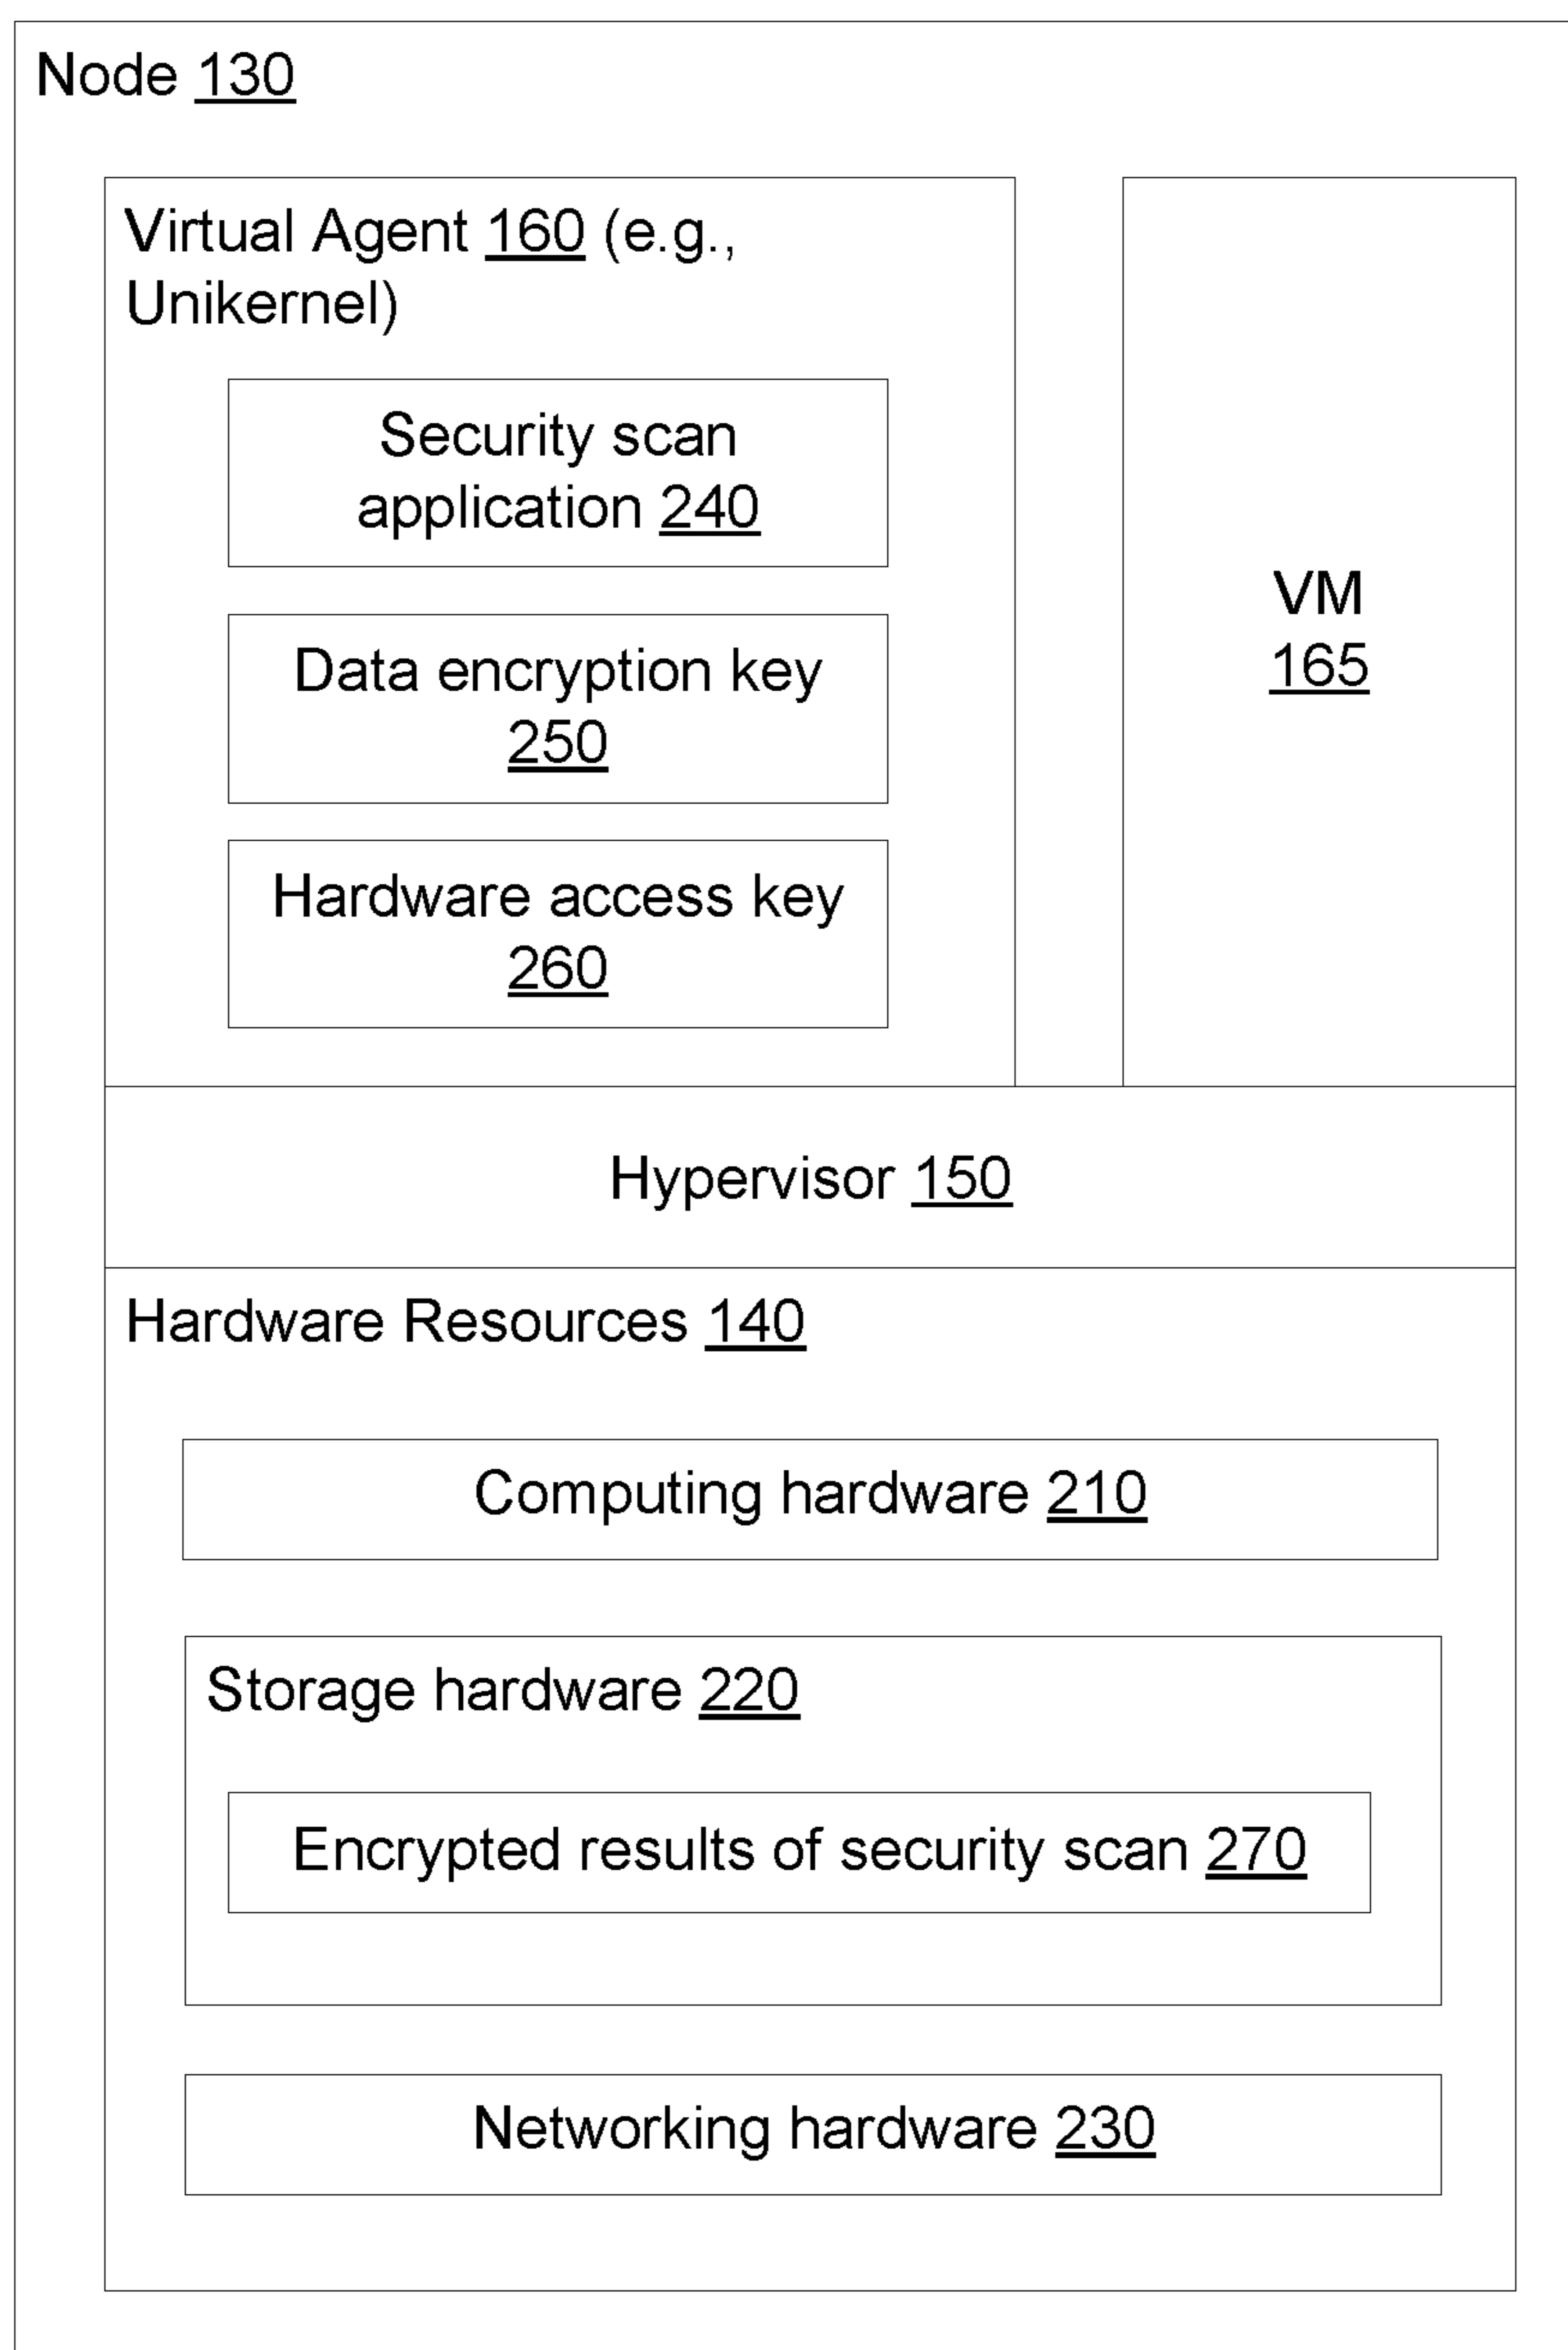 Node 130
Virtual Agent 160 (e.g.,
Unikernel)
Security scan
application 240
Data encryption key
250
Hardware access key
260
VM
165
Hypervisor 150
Hardware Resources 140
Computing hardware 210
Storage hardware 220
Encrypted results of security scan 270
Networking hardware 230